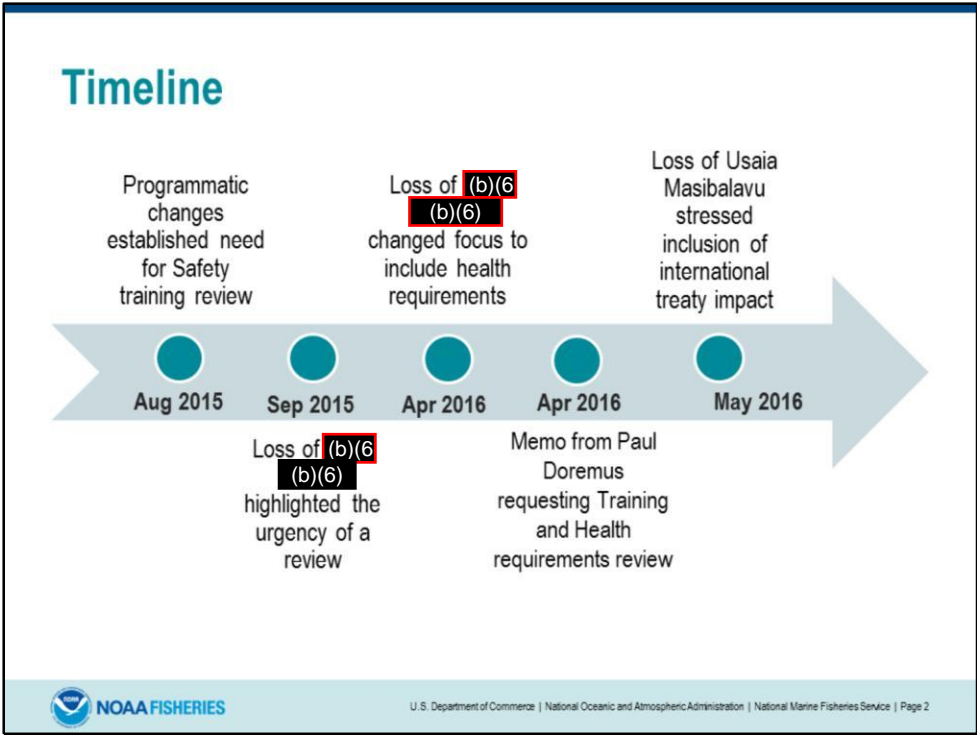 Timeline
Programmatic
changes
established need
for Safety
training review
Loss of (b)(6
(b)(6)
changed focus to
include health
requirements
Loss of Usaia
Masibalavu
stressed
inclusion of
international
treaty impact
Aug 2015
Sep 2015
Apr 2016
Apr 2016
May 2016
Loss of (b)(6
(b)(6)
highlighted the
urgency of a
review
Memo from Paul
Doremus
requesting Training
and Health
requirements review
NOAA FISHERIES
U.S. Department of Commerce | National Oceanic and Atmospheric Administration | National Marine Fisheries Service | Page 2